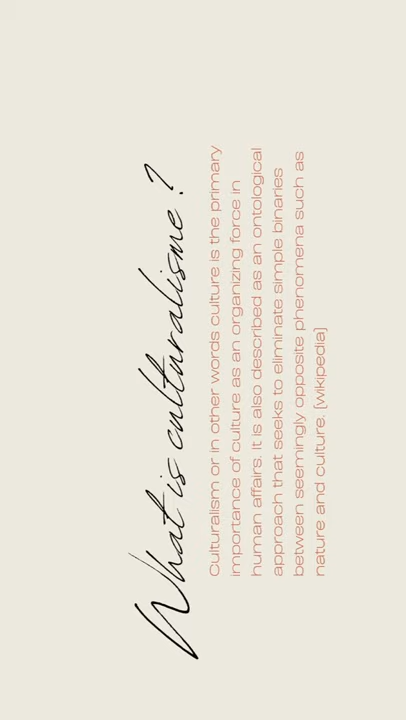 What is culturalisme ?
Culturalism or in other words culture is the primary
importance of culture as an organizing force in
human affairs. It is also described as an ontological
approach that seeks to eliminate simple binaries
between seemingly opposite phenomena such as
nature and culture. [wikipedia]